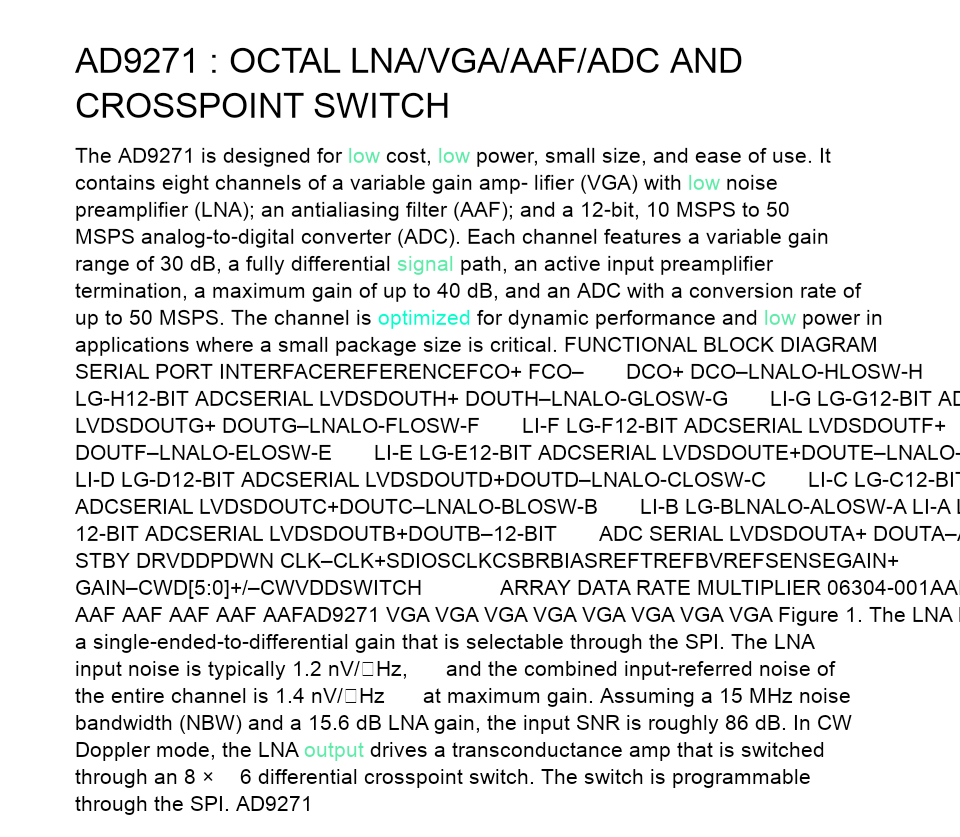 AD9271 : OCTAL LNA/VGA/AAF/ADC AND
CROSSPOINT SWITCH
The AD9271 is designed for low cost, low power, small size, and ease of use. It
contains eight channels of a variable gain amp- lifier (VGA) with low noise
preamplifier (LNA); an antialiasing filter (AAF); and a 12-bit, 10 MSPS to 50
MSPS analog-to-digital converter (ADC). Each channel features a variable gain
range of 30 dB, a fully differential signal path, an active input preamplifier
termination, a maximum gain of up to 40 dB, and an ADC with a conversion rate of
up to 50 MSPS. The channel is optimized for dynamic performance and low power in
applications where a small package size is critical. FUNCTIONAL BLOCK DIAGRAM
SERIAL PORT INTERFACEREFERENCEFCO+ FCO– DCO+ DCO–LNALO-HLOSW-H
LG-H12-BIT ADCSERIAL LVDSDOUTH+ DOUTH–LNALO-GLOSW-G LI-G LG-G12-BIT AD
LVDSDOUTG+ DOUTG–LNALO-FLOSW-F LI-F LG-F12-BIT ADCSERIAL LVDSDOUTF+
DOUTF–LNALO-ELOSW-E LI-E LG-E12-BIT ADCSERIAL LVDSDOUTE+DOUTE–LNALO-
LI-D LG-D12-BIT ADCSERIAL LVDSDOUTD+DOUTD–LNALO-CLOSW-C LI-C LG-C12-BIT
ADCSERIAL LVDSDOUTC+DOUTC–LNALO-BLOSW-B LI-B LG-BLNALO-ALOSW-A LI-A L
12-BIT ADCSERIAL LVDSDOUTB+DOUTB–12-BIT ADC SERIAL LVDSDOUTA+ DOUTA–A
STBY DRVDDPDWN CLK–CLK+SDIOSCLKCSBRBIASREFTREFBVREFSENSEGAIN+
GAIN–CWD[5:0]+/–CWVDDSWITCH ARRAY DATA RATE MULTIPLIER 06304-001AA
AAF AAF AAF AAF AAFAD9271 VGA VGA VGA VGA VGA VGA VGA VGA Figure 1. The LNA
a single-ended-to-differential gain that is selectable through the SPI. The LNA
input noise is typically 1.2 nV/□Hz, and the combined input-referred noise of
the entire channel is 1.4 nV/□Hz at maximum gain. Assuming a 15 MHz noise
bandwidth (NBW) and a 15.6 dB LNA gain, the input SNR is roughly 86 dB. In CW
Doppler mode, the LNA output drives a transconductance amp that is switched
through an 8 × 6 differential crosspoint switch. The switch is programmable
through the SPI. AD9271